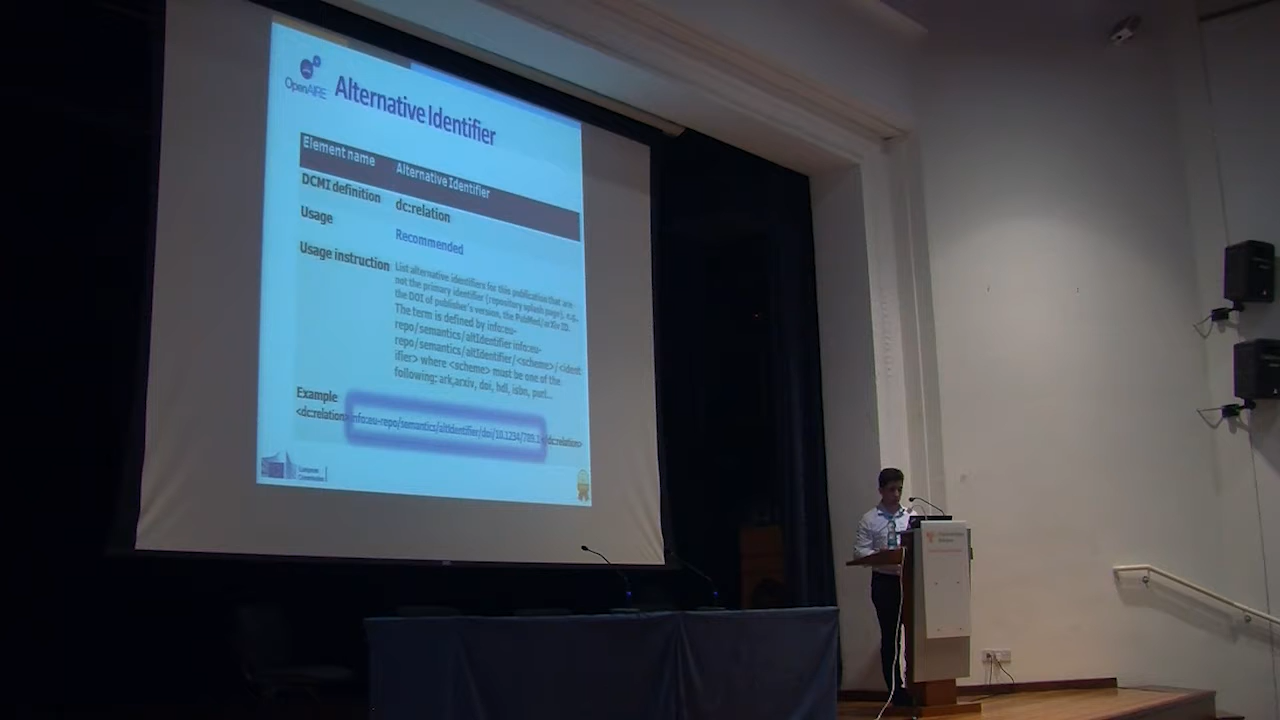 OpenAIRE
Alternative Identifier
Element name Alternative Identifier
DCMI definition dc:relation
Usage Recommended
Usage instruction List alternative identifiers for this publication that are
not the primary identifier (repository splash page), e.g.,
the DOI of publisher's version, the PubMed/arXiv ID.
The term is defined by info:eu-
repo/semantics/altIdentifier info:eu-
repo/semantics/altIdentifier/<scheme>/<ident
ifier> where <scheme> must be one of the
following: ark,arxiv, doi, hdl, isbn, purl...
Example
<dc:relation>info:eu-repo/semantics/altIdentifier/doi/10.1234/789.1</dc:relation>
European
Commission